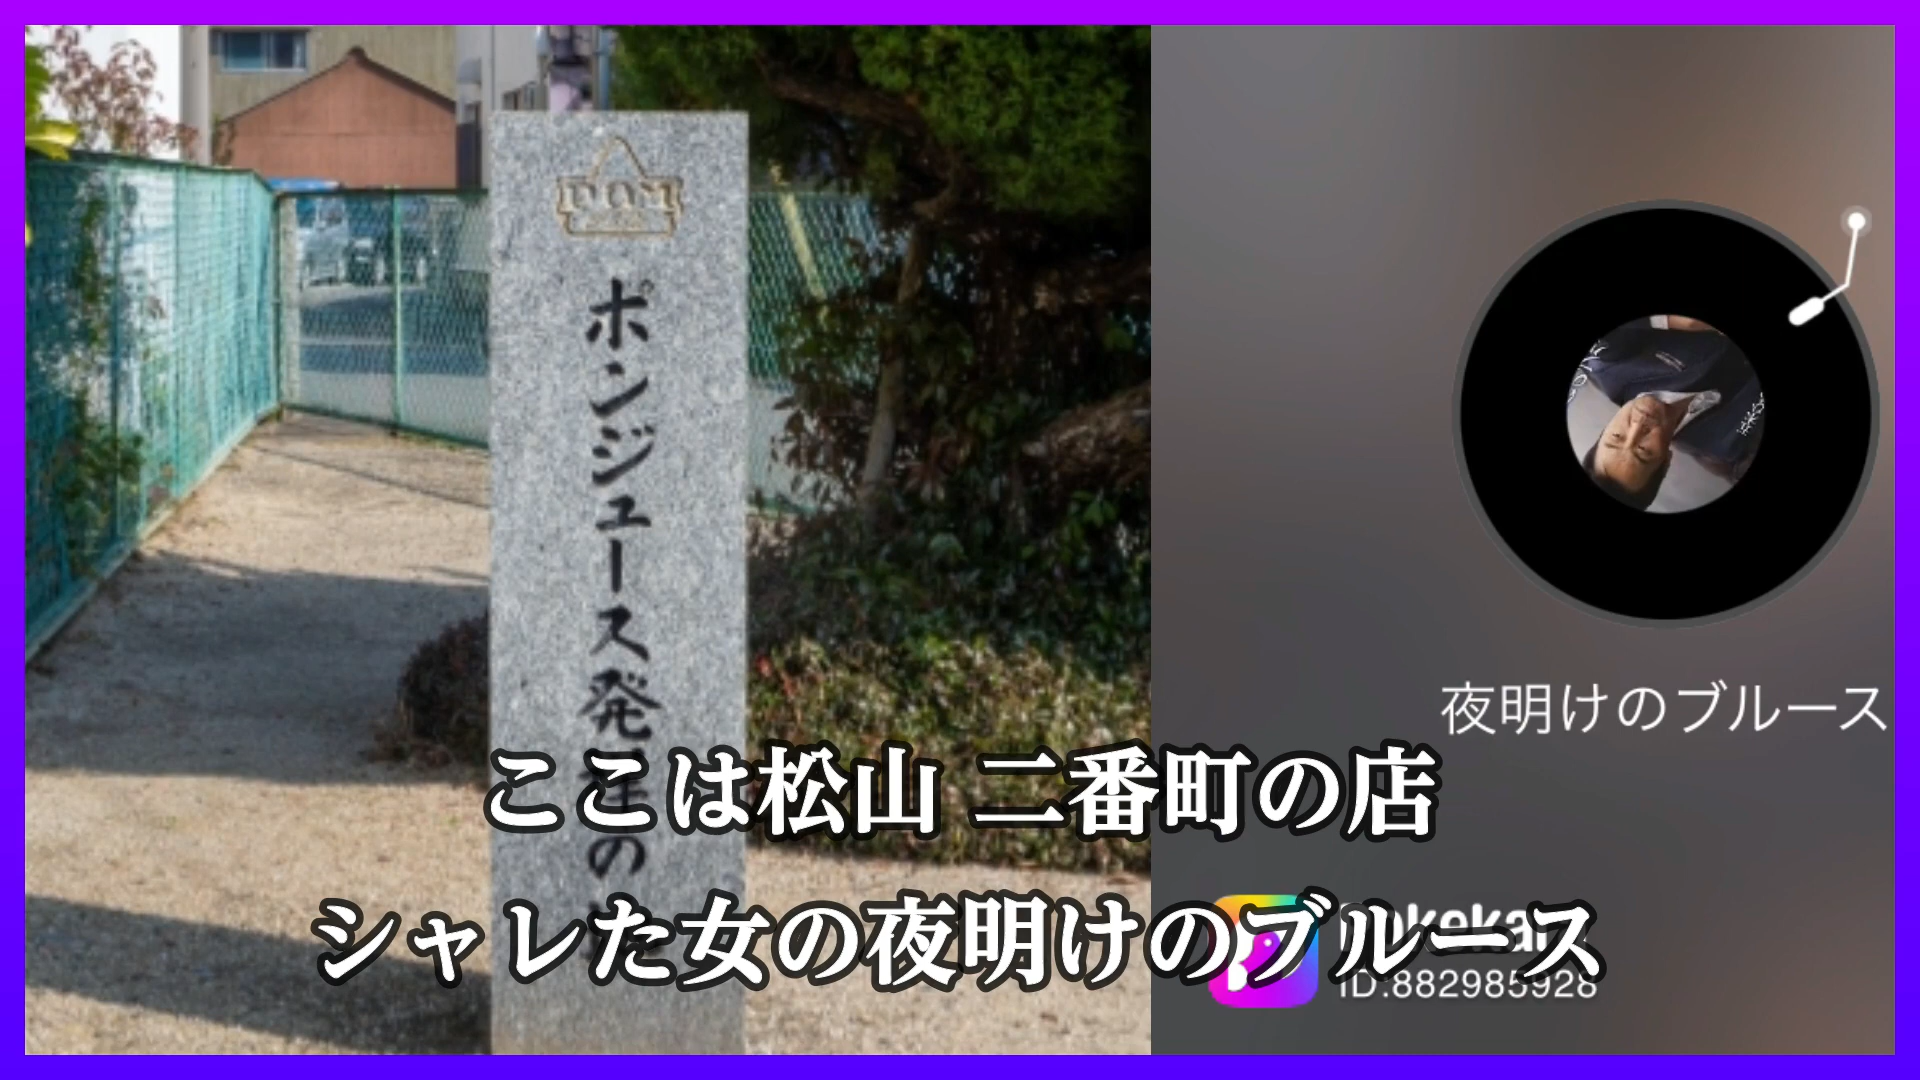 POM
ポンジュース発
の
夜明けのブルース
ここは松山 二番町の店
シャレた女の夜明けのブルース
ID:882985928